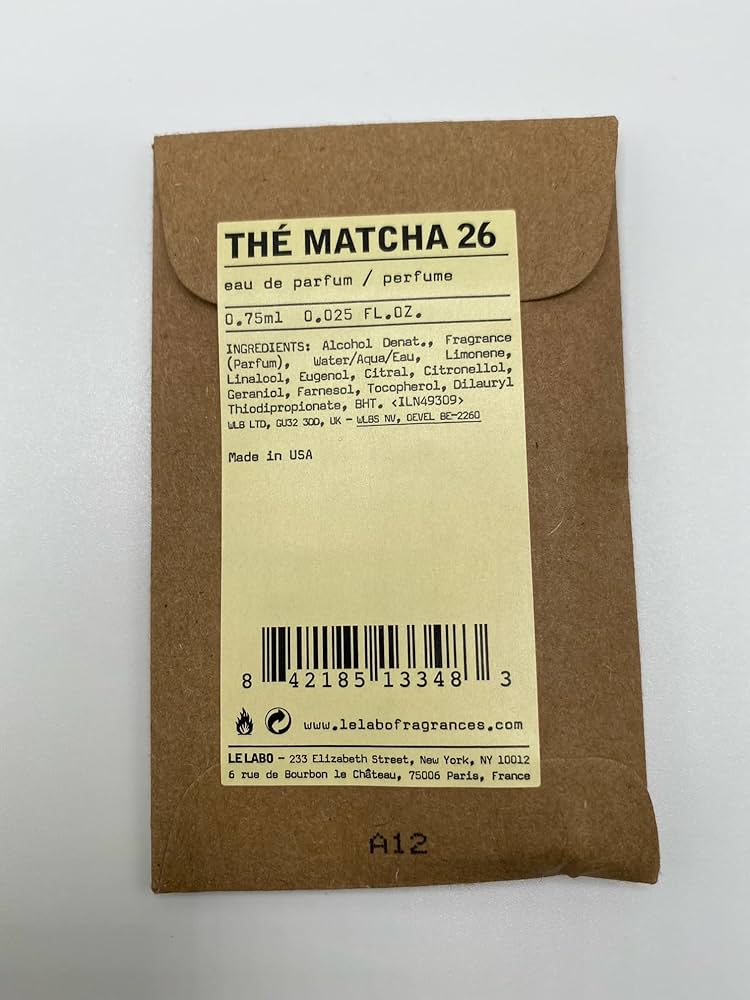 THÉ MATCHA 26
eau de parfum / perfume
0.75ml 0.025 FL.OZ.
INGREDIENTS: Alcohol Denat., Fragrance
(Parfum), Water/Aqua/Eau, Limonene,
Linalool, Eugenol, Citral, Citronellol,
Geraniol, Farnesol, Tocopherol, Dilauryl
Thiodipropionate, BHT. <ILN49309>
WLB LTD, GU32 3QD, UK - WLBS NV, OEVEL BE-2260
Made in USA
8 42185 13348 3
www.lelabofragrances.com
LE LABO - 233 Elizabeth Street, New York, NY 10012
6 rue de Bourbon le Château, 75006 Paris, France
A12